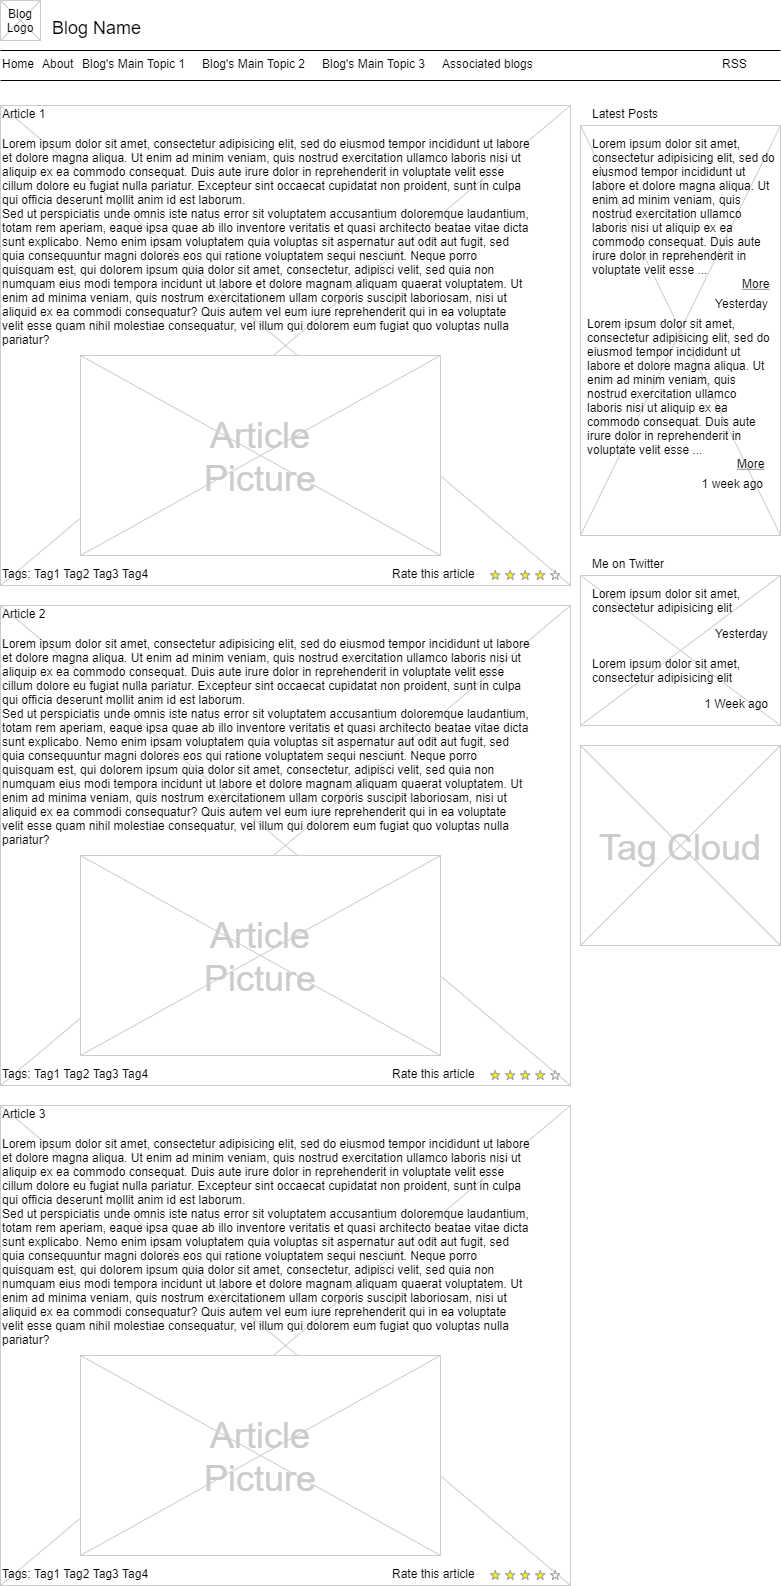 Blog
Logo
Blog Name
Home About Blog's Main Topic 1 Blog's Main Topic 2 Blog's Main Topic 3 Associated blogs RSS
Article 1
Lorem ipsum dolor sit amet, consectetur adipisicing elit, sed do eiusmod tempor incididunt ut labore
et dolore magna aliqua. Ut enim ad minim veniam, quis nostrud exercitation ullamco laboris nisi ut
aliquip ex ea commodo consequat. Duis aute irure dolor in reprehenderit in voluptate velit esse
cillum dolore eu fugiat nulla pariatur. Excepteur sint occaecat cupidatat non proident, sunt in culpa
qui officia deserunt mollit anim id est laborum.
Sed ut perspiciatis unde omnis iste natus error sit voluptatem accusantium doloremque laudantium,
totam rem aperiam, eaque ipsa quae ab illo inventore veritatis et quasi architecto beatae vitae dicta
sunt explicabo. Nemo enim ipsam voluptatem quia voluptas sit aspernatur aut odit aut fugit, sed
quia consequuntur magni dolores eos qui ratione voluptatem sequi nesciunt. Neque porro
quisquam est, qui dolorem ipsum quia dolor sit amet, consectetur, adipisci velit, sed quia non
numquam eius modi tempora incidunt ut labore et dolore magnam aliquam quaerat voluptatem. Ut
enim ad minima veniam, quis nostrum exercitationem ullam corporis suscipit laboriosam, nisi ut
aliquid ex ea commodi consequatur? Quis autem vel eum iure reprehenderit qui in ea voluptate
velit esse quam nihil molestiae consequatur, vel illum qui dolorem eum fugiat quo voluptas nulla
pariatur?
Article
Picture
Tags: Tag1 Tag2 Tag3 Tag4 Rate this article
Article 2
Lorem ipsum dolor sit amet, consectetur adipisicing elit, sed do eiusmod tempor incididunt ut labore
et dolore magna aliqua. Ut enim ad minim veniam, quis nostrud exercitation ullamco laboris nisi ut
aliquip ex ea commodo consequat. Duis aute irure dolor in reprehenderit in voluptate velit esse
cillum dolore eu fugiat nulla pariatur. Excepteur sint occaecat cupidatat non proident, sunt in culpa
qui officia deserunt mollit anim id est laborum.
Sed ut perspiciatis unde omnis iste natus error sit voluptatem accusantium doloremque laudantium,
totam rem aperiam, eaque ipsa quae ab illo inventore veritatis et quasi architecto beatae vitae dicta
sunt explicabo. Nemo enim ipsam voluptatem quia voluptas sit aspernatur aut odit aut fugit, sed
quia consequuntur magni dolores eos qui ratione voluptatem sequi nesciunt. Neque porro
quisquam est, qui dolorem ipsum quia dolor sit amet, consectetur, adipisci velit, sed quia non
numquam eius modi tempora incidunt ut labore et dolore magnam aliquam quaerat voluptatem. Ut
enim ad minima veniam, quis nostrum exercitationem ullam corporis suscipit laboriosam, nisi ut
aliquid ex ea commodi consequatur? Quis autem vel eum iure reprehenderit qui in ea voluptate
velit esse quam nihil molestiae consequatur, vel illum qui dolorem eum fugiat quo voluptas nulla
pariatur?
Article
Picture
Tags: Tag1 Tag2 Tag3 Tag4 Rate this article
Article 3
Lorem ipsum dolor sit amet, consectetur adipisicing elit, sed do eiusmod tempor incididunt ut labore
et dolore magna aliqua. Ut enim ad minim veniam, quis nostrud exercitation ullamco laboris nisi ut
aliquip ex ea commodo consequat. Duis aute irure dolor in reprehenderit in voluptate velit esse
cillum dolore eu fugiat nulla pariatur. Excepteur sint occaecat cupidatat non proident, sunt in culpa
qui officia deserunt mollit anim id est laborum.
Sed ut perspiciatis unde omnis iste natus error sit voluptatem accusantium doloremque laudantium,
totam rem aperiam, eaque ipsa quae ab illo inventore veritatis et quasi architecto beatae vitae dicta
sunt explicabo. Nemo enim ipsam voluptatem quia voluptas sit aspernatur aut odit aut fugit, sed
quia consequuntur magni dolores eos qui ratione voluptatem sequi nesciunt. Neque porro
quisquam est, qui dolorem ipsum quia dolor sit amet, consectetur, adipisci velit, sed quia non
numquam eius modi tempora incidunt ut labore et dolore magnam aliquam quaerat voluptatem. Ut
enim ad minima veniam, quis nostrum exercitationem ullam corporis suscipit laboriosam, nisi ut
aliquid ex ea commodi consequatur? Quis autem vel eum iure reprehenderit qui in ea voluptate
velit esse quam nihil molestiae consequatur, vel illum qui dolorem eum fugiat quo voluptas nulla
pariatur?
Article
Picture
Tags: Tag1 Tag2 Tag3 Tag4 Rate this article
Latest Posts
Lorem ipsum dolor sit amet,
consectetur adipisicing elit, sed do
eiusmod tempor incididunt ut
labore et dolore magna aliqua. Ut
enim ad minim veniam, quis
nostrud exercitation ullamco
laboris nisi ut aliquip ex ea
commodo consequat. Duis aute
irure dolor in reprehenderit in
voluptate velit esse ...
More
Yesterday
Lorem ipsum dolor sit amet,
consectetur adipisicing elit, sed do
eiusmod tempor incididunt ut
labore et dolore magna aliqua. Ut
enim ad minim veniam, quis
nostrud exercitation ullamco
laboris nisi ut aliquip ex ea
commodo consequat. Duis aute
irure dolor in reprehenderit in
voluptate velit esse ...
More
1 week ago
Me on Twitter
Lorem ipsum dolor sit amet,
consectetur adipisicing elit
Yesterday
Lorem ipsum dolor sit amet,
consectetur adipisicing elit
1 Week ago
Tag Cloud